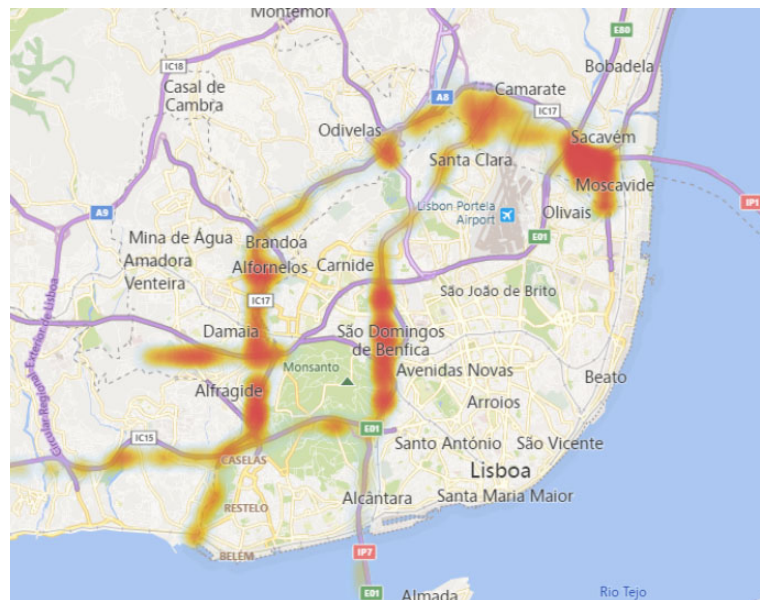 Montemor
E80
IC18
Bobadela
Casal de
Cambra
Camarate
A8
IC17
Odivelas
Sacavém
Santa Clara
Moscavide
IP1
Lisbon Portela
Airport
Olivais
A9
Mina de Água
Brandoa
E01
Amadora
Alfornelos
Carnide
Venteira
São João de Brito
IC17
Circular Regional Exterior de Lisboa
Damaia
São Domingos
de Benfica
Monsanto
Avenidas Novas
Beato
Alfragide
Arroios
E01
IC15
Santo António
São Vicente
CASELAS
Lisboa
Alcântara
Santa Maria Maior
RESTELO
IP7
BELÉM
E01
Almada
Rio Tejo